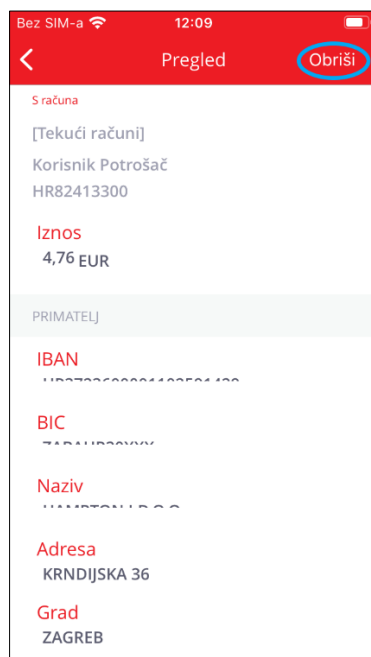 Bez SIM-a 12:09
Pregled Obriši
S računa
[Tekući računi]
Korisnik Potrošač
HR82413300
Iznos
4,76 EUR
PRIMATELJ
IBAN
BIC
Naziv
Adresa
KRNDIJSKA 36
Grad
ZAGREB